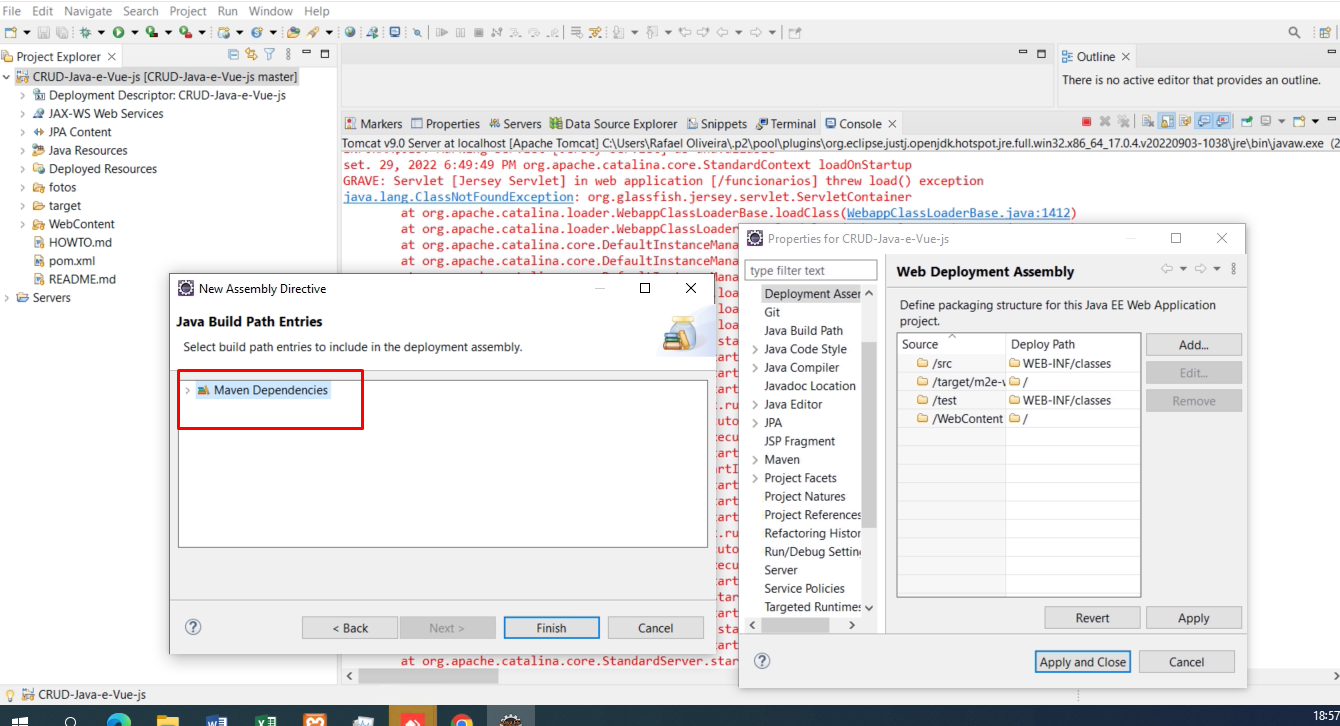 File Edit Navigate Search Project Run Window Help
Project Explorer
CRUD-Java-e-Vue-js [CRUD-Java-e-Vue-js master]
Deployment Descriptor: CRUD-Java-e-Vue-js
JAX-WS Web Services
JPA Content
Java Resources
Deployed Resources
fotos
target
WebContent
HOWTO.md
pom.xml
README.md
Servers
Outline
There is no active editor that provides an outline.
Markers Properties Servers Data Source Explorer Snippets Terminal Console
Tomcat v9.0 Server at localhost [Apache Tomcat] C:\Users\Rafael Oliveira\.p2\pool\plugins\org.eclipse.justj.openjdk.hotspot.jre.full.win32.x86_64_17.0.4.v20220903-1038\jre\bin\javaw.exe (2
set. 29, 2022 6:49:49 PM org.apache.catalina.core.StandardContext loadOnStartup
GRAVE: Servlet [Jersey Servlet] in web application [/funcionarios] threw load() exception
java.lang.ClassNotFoundException: org.glassfish.jersey.servlet.ServletContainer
at org.apache.catalina.loader.WebappClassLoaderBase.loadClass(WebappClassLoaderBase.java:1412)
at org.apache.catalina.loader.WebappClassLoaderBase
at org.apache.catalina.core.DefaultInstanceMana
at org.apache.catalina.core.DefaultInstanceMana
at org.apache.catalina.core.StandardServer.star
New Assembly Directive
Java Build Path Entries
Select build path entries to include in the deployment assembly.
Maven Dependencies
< Back Next > Finish Cancel
Properties for CRUD-Java-e-Vue-js
type filter text
Deployment Assem
Git
Java Build Path
Java Code Style
Java Compiler
Javadoc Location
Java Editor
JPA
JSP Fragment
Maven
Project Facets
Project Natures
Project References
Refactoring Histor
Run/Debug Settin
Server
Service Policies
Targeted Runtimes
Web Deployment Assembly
Define packaging structure for this Java EE Web Application
project.
Source Deploy Path
/src WEB-INF/classes
/target/m2e-v /
/test WEB-INF/classes
/WebContent /
Add...
Edit...
Remove
Revert Apply
Apply and Close Cancel
CRUD-Java-e-Vue-js
18:57